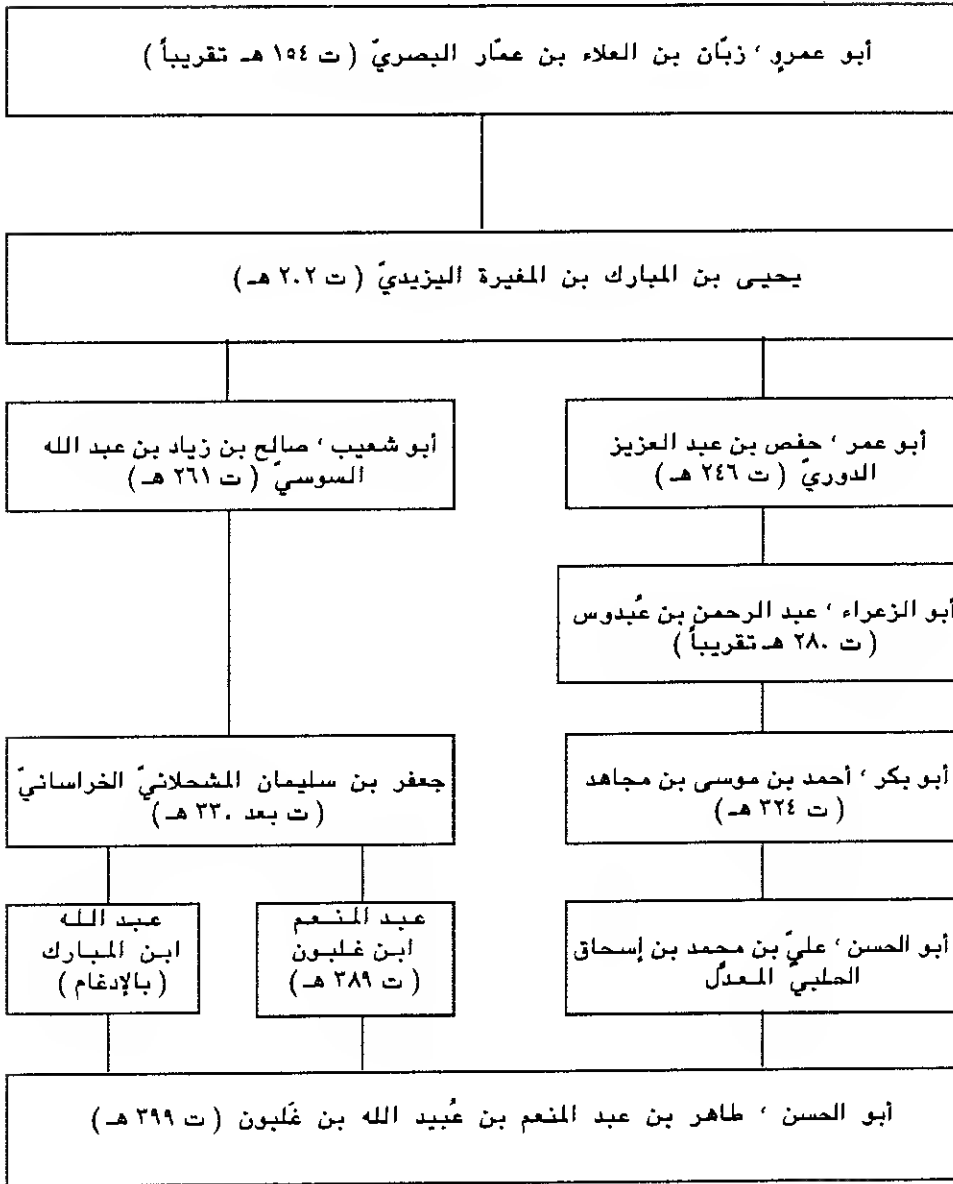 أبو عمرٍو ، زبّان بن العلاء بن عمّار البصريّ ( ت ١٥٤ هـ تقريباً )
يحيى بن المبارك بن المغيرة اليزيديّ ( ت ٢٠٢ هـ )
أبو عمر ، حفص بن عبد العزيز
الدوريّ ( ت ٢٤٦ هـ )
أبو شعيب ، صالح بن زياد بن عبد الله
السوسيّ ( ت ٢٦١ هـ )
أبو الزعراء ، عبد الرحمن بن عُبدوس
( ت ٢٨٠ هـ تقريباً )
أبو بكر ، أحمد بن موسى بن مجاهد
( ت ٣٢٤ هـ )
جعفر بن سليمان المشحلانيّ الخراسانيّ
( ت بعد ٣٣٠ هـ )
أبو الحسن ، عليّ بن محمد بن إسحاق
الحلبيّ المعدّل
عبد المنعم
ابن غلبون
( ت ٣٨٩ هـ )
عبد الله
ابن المبارك
( بالإدغام )
أبو الحسن ، طاهر بن عبد المنعم بن عُبيد الله بن غَلبون ( ت ٣٩٩ هـ )